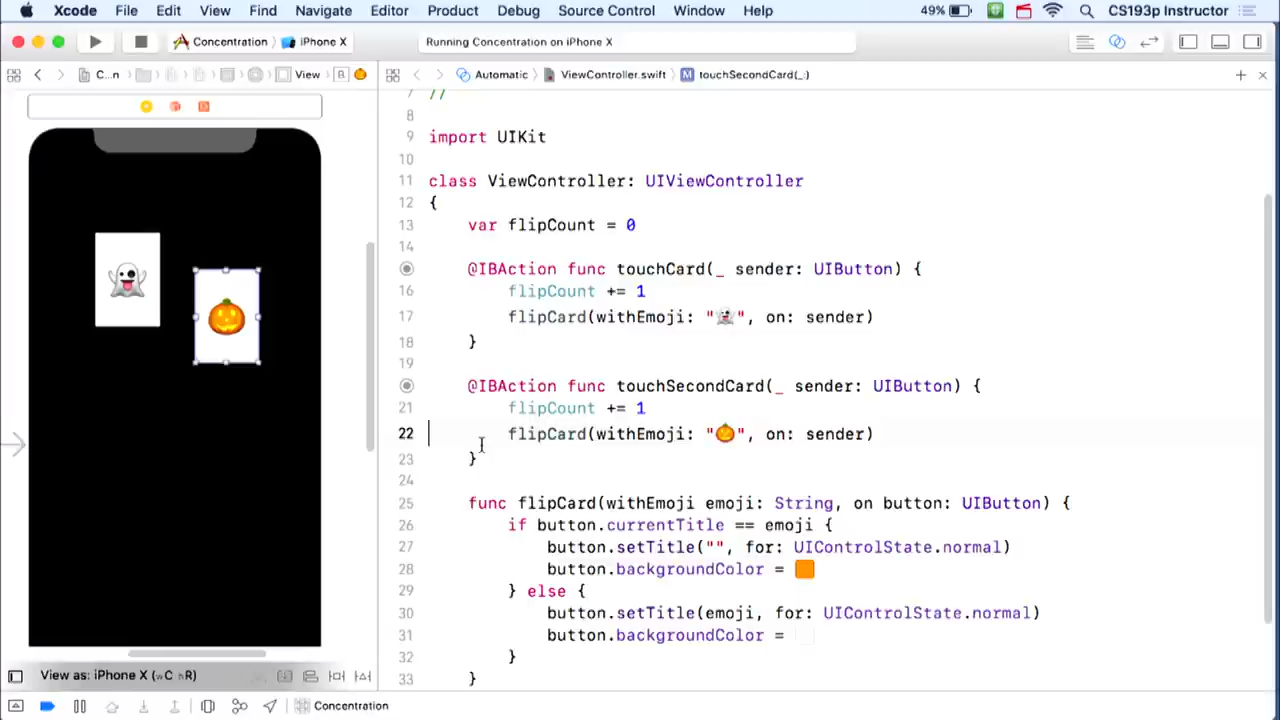 Xcode File Edit View Find Navigate Editor Product Debug Source Control Window Help 49% CS193p Instructor
Concentration iPhone X Running Concentration on iPhone X
C...n View B Automatic ViewController.swift M touchSecondCard(_:)
7 //
8
9 import UIKit
10
11 class ViewController: UIViewController
12 {
13 var flipCount = 0
14
@IBAction func touchCard(_ sender: UIButton) {
16 flipCount += 1
17 flipCard(withEmoji: "👻", on: sender)
18 }
19
@IBAction func touchSecondCard(_ sender: UIButton) {
21 flipCount += 1
22 flipCard(withEmoji: "🎃", on: sender)
23 }
24
25 func flipCard(withEmoji emoji: String, on button: UIButton) {
26 if button.currentTitle == emoji {
27 button.setTitle("", for: UIControlState.normal)
28 button.backgroundColor =
29 } else {
30 button.setTitle(emoji, for: UIControlState.normal)
31 button.backgroundColor =
32 }
33 }
View as: iPhone X (wC hR)
Concentration